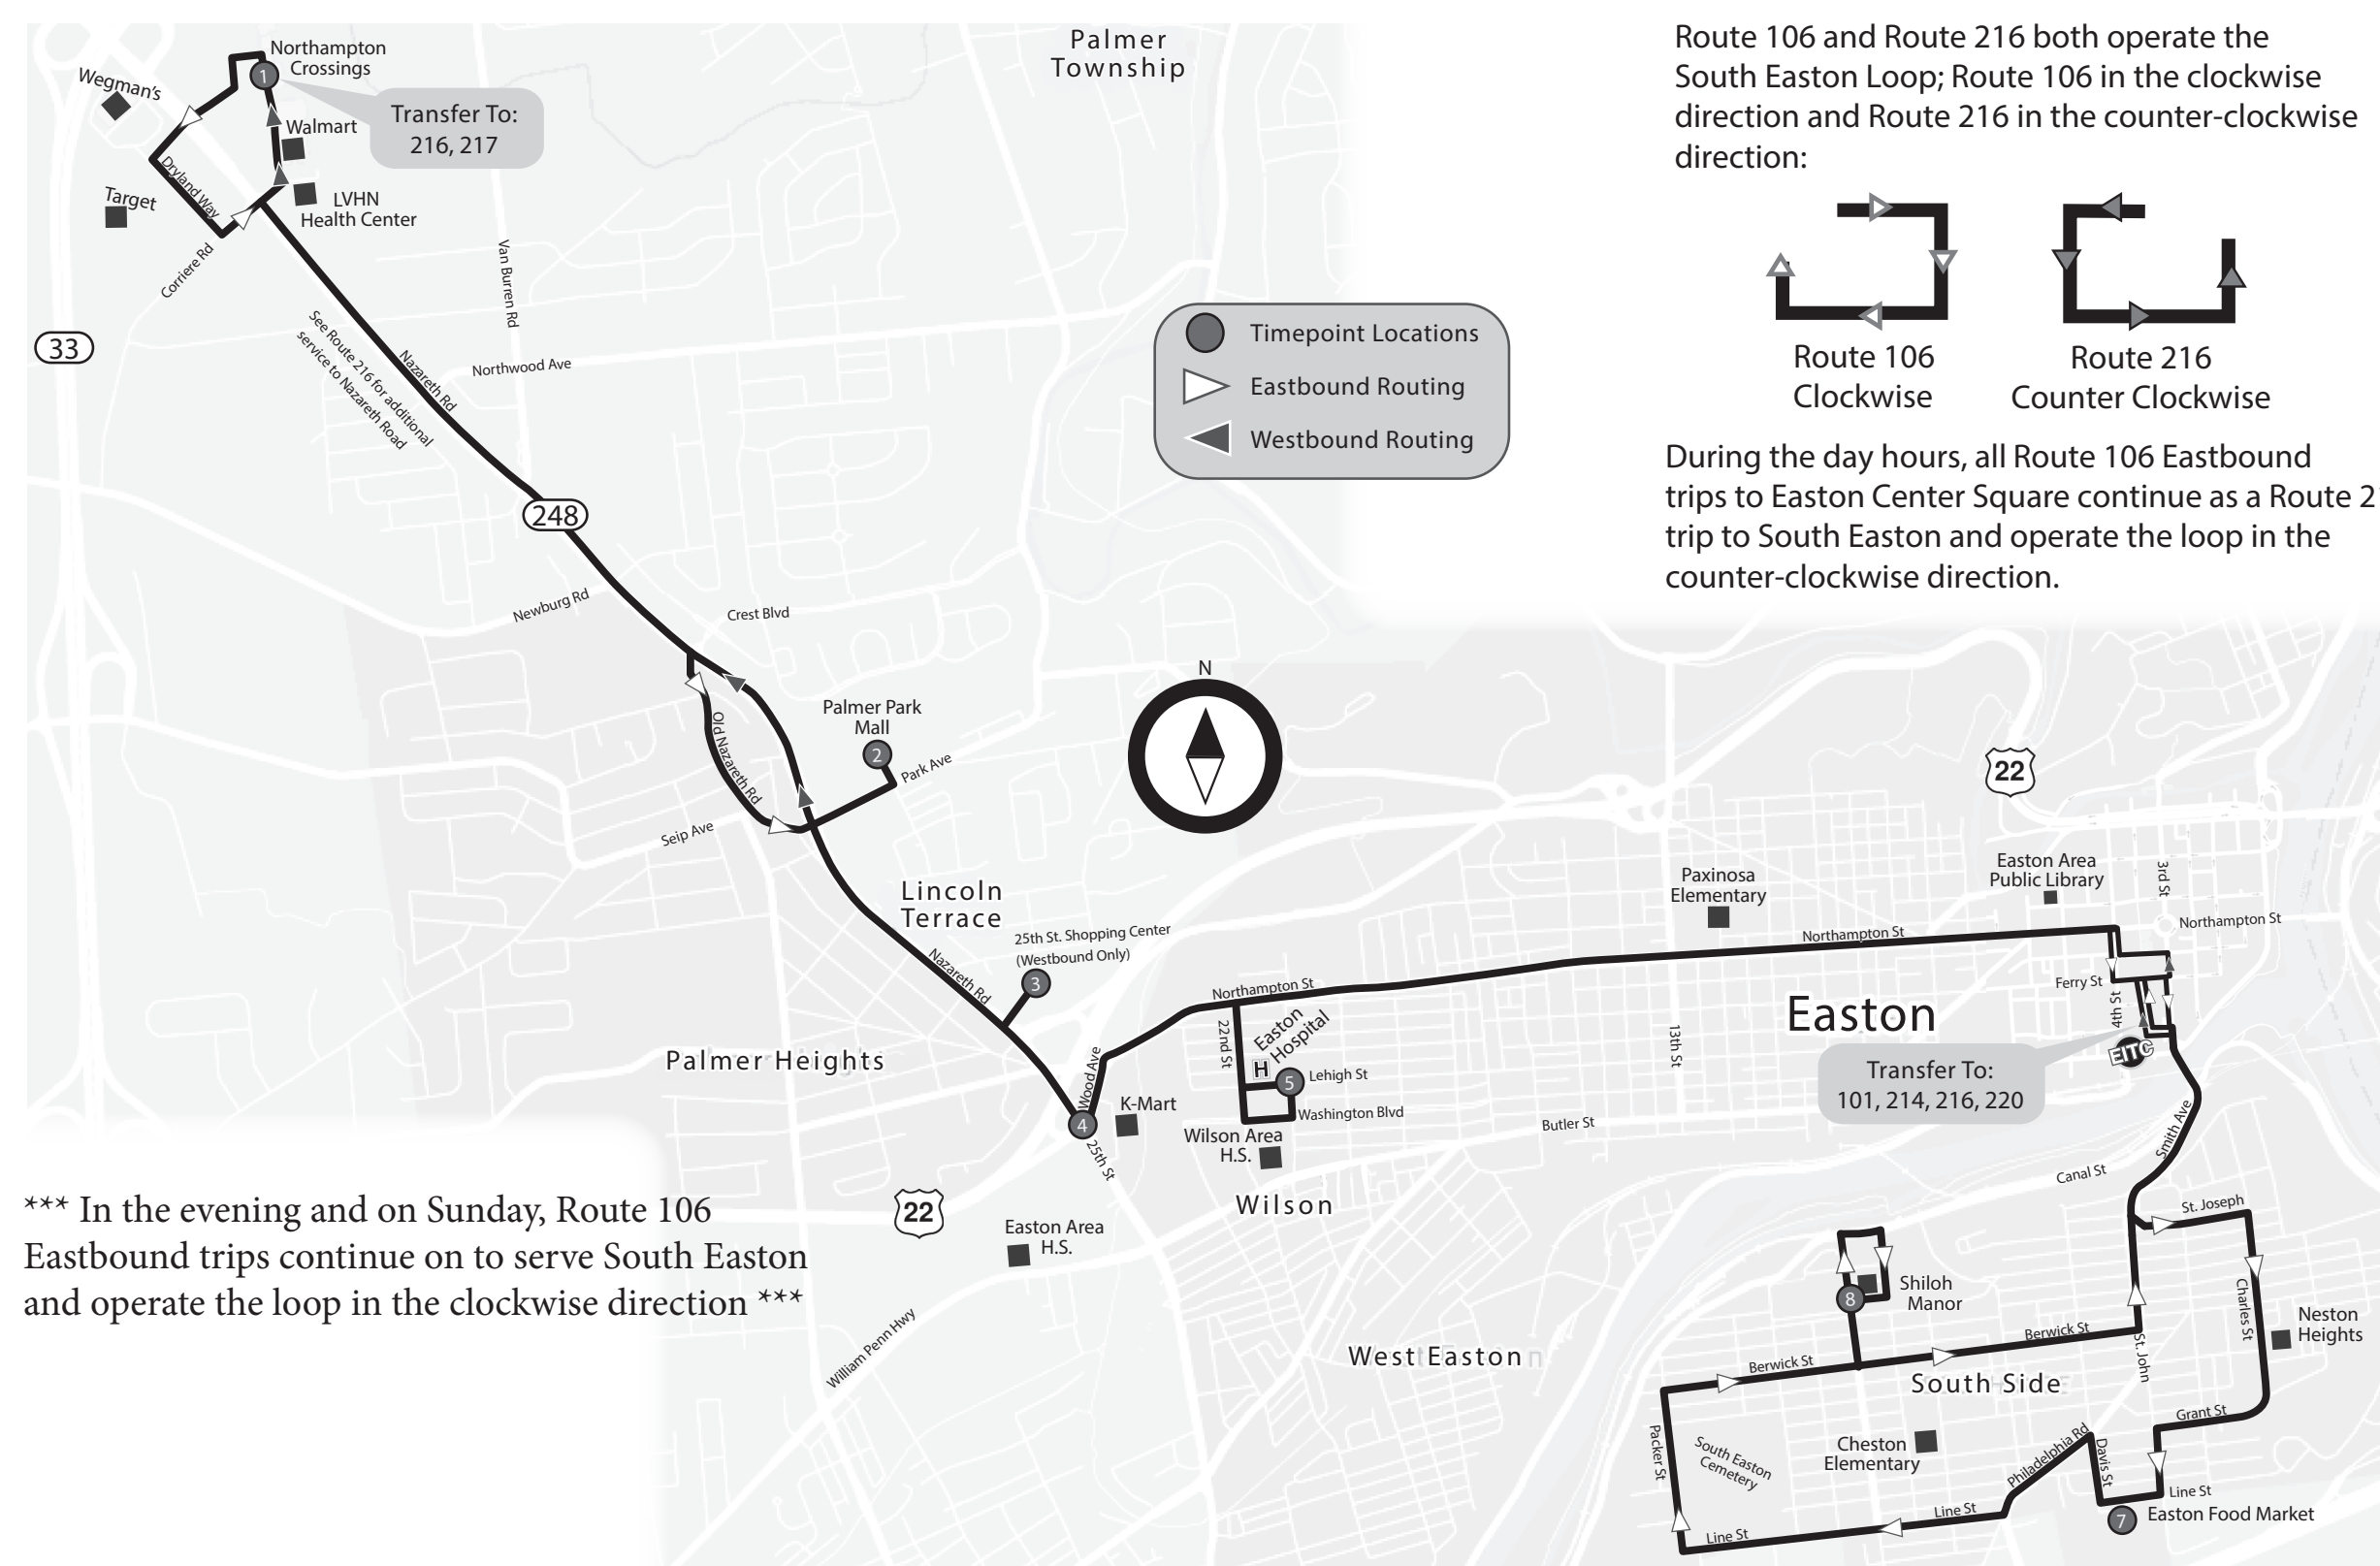 Northampton
Crossings
1
Wegman's
Transfer To:
216, 217
Walmart
Dryland Way
Target
LVHN
Health Center
Corriere Rd
Van Burren Rd
33
See Route 216 for additional
service to Nazareth Road
Nazareth Rd
Northwood Ave
248
Palmer
Township
Route 106 and Route 216 both operate the
South Easton Loop; Route 106 in the clockwise
direction and Route 216 in the counter-clockwise
direction:
Route 106
Clockwise
Route 216
Counter Clockwise
Timepoint Locations
Eastbound Routing
Westbound Routing
During the day hours, all Route 106 Eastbound
trips to Easton Center Square continue as a Route 2
trip to South Easton and operate the loop in the
counter-clockwise direction.
Newburg Rd
Crest Blvd
N
Palmer Park
Mall
2
Park Ave
Old Nazareth Rd
Seip Ave
22
Lincoln
Terrace
25th St. Shopping Center
(Westbound Only)
3
Nazareth Rd
Paxinosa
Elementary
Easton Area
Public Library
3rd St
Northampton St
Northampton St
Northampton St
Ferry St
4th St
Easton
22nd St
Easton
Hospital
H
5
Lehigh St
Washington Blvd
13th St
EITC
Transfer To:
101, 214, 216, 220
Palmer Heights
Wood Ave
K-Mart
4
25th St
Wilson Area
H.S.
Butler St
Smith Ave
Canal St
Wilson
22
Easton Area
H.S.
*** In the evening and on Sunday, Route 106
Eastbound trips continue on to serve South Easton
and operate the loop in the clockwise direction ***
William Penn Hwy
West Easton
St. Joseph
Shiloh
Manor
8
Charles St
Neston
Heights
Berwick St
Berwick St
St. John
South Side
Grant St
Packer St
South Easton
Cemetery
Cheston
Elementary
Philadelphia Rd
Davis St
Line St
Line St
Line St
7
Easton Food Market